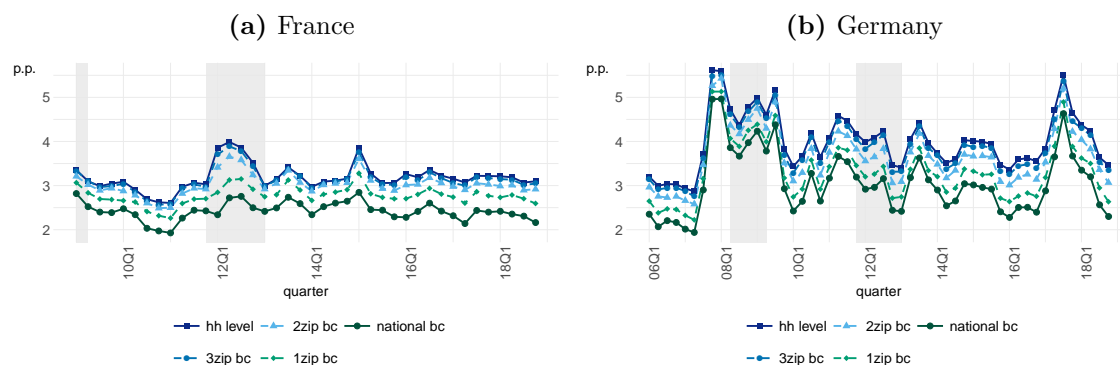 (a) France
p.p.
5
4
3
2
10Q1
12Q1
14Q1
16Q1
18Q1
quarter
hh level 2zip bc national bc
3zip bc 1zip bc
(b) Germany
p.p.
5
4
3
2
06Q1
08Q1
10Q1
12Q1
14Q1
16Q1
18Q1
quarter
hh level 2zip bc national bc
3zip bc 1zip bc